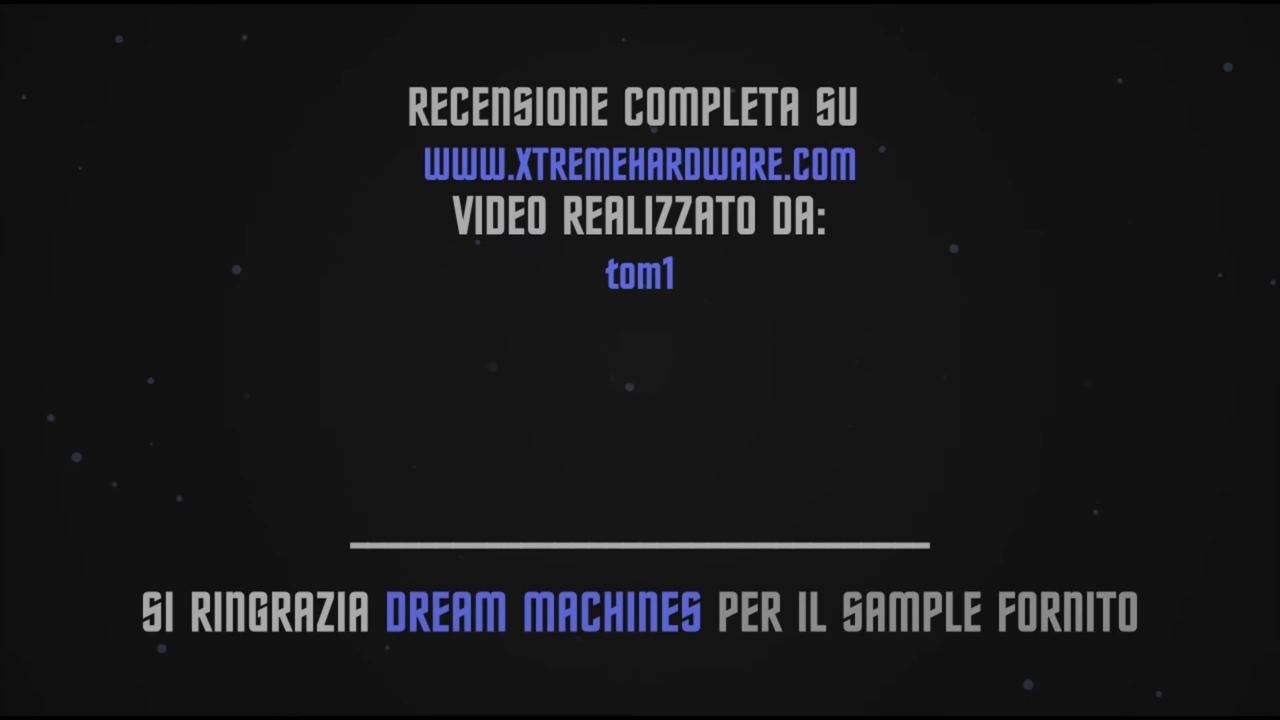 RECENSIONE COMPLETA SU
WWW.XTREMEHARDWARE.COM
VIDEO REALIZZATO DA:
tom1
SI RINGRAZIA DREAM MACHINES PER IL SAMPLE FORNITO